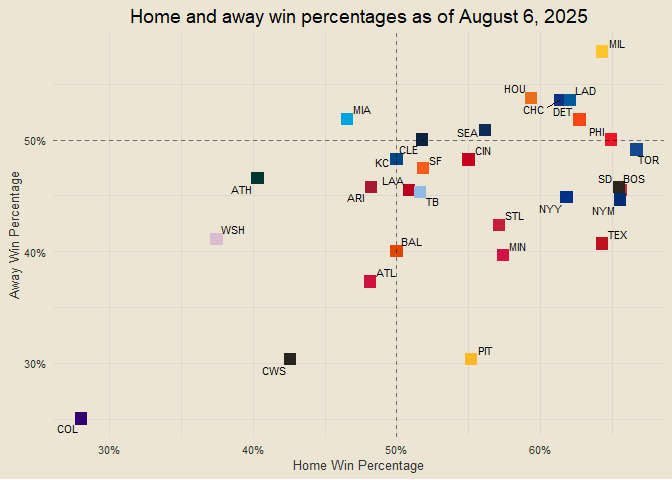 Home and away win percentages as of August 6, 2025
MIL
HOU
LAD
CHC
DET
MIA
SEA
PHI
50%
CLE
KC
SF
CIN
TOR
ATH
ARI
LAA
TB
SD
BOS
NYY
NYM
WSH
STL
BAL
MIN
TEX
40%
ATL
30%
CWS
PIT
COL
30%
40%
50%
60%
Home Win Percentage
Away Win Percentage